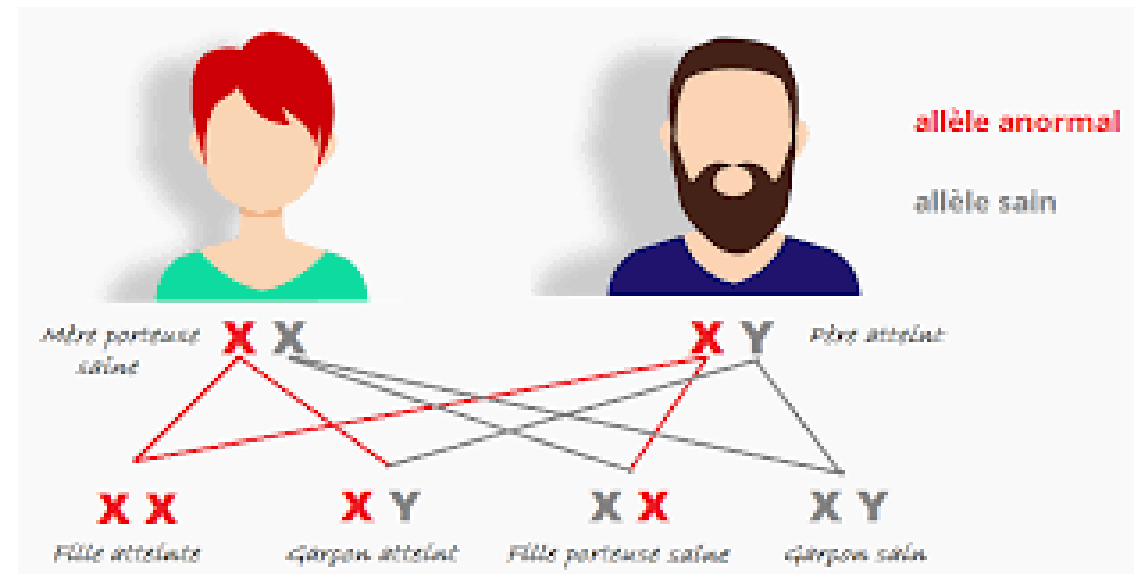 allèle anormal
allèle sain
Mère porteuse
saine
X X
X Y
Père atteint
X X
X Y
X X
X Y
Fille atteinte
Garçon atteint
Fille porteuse saine
Garçon sain